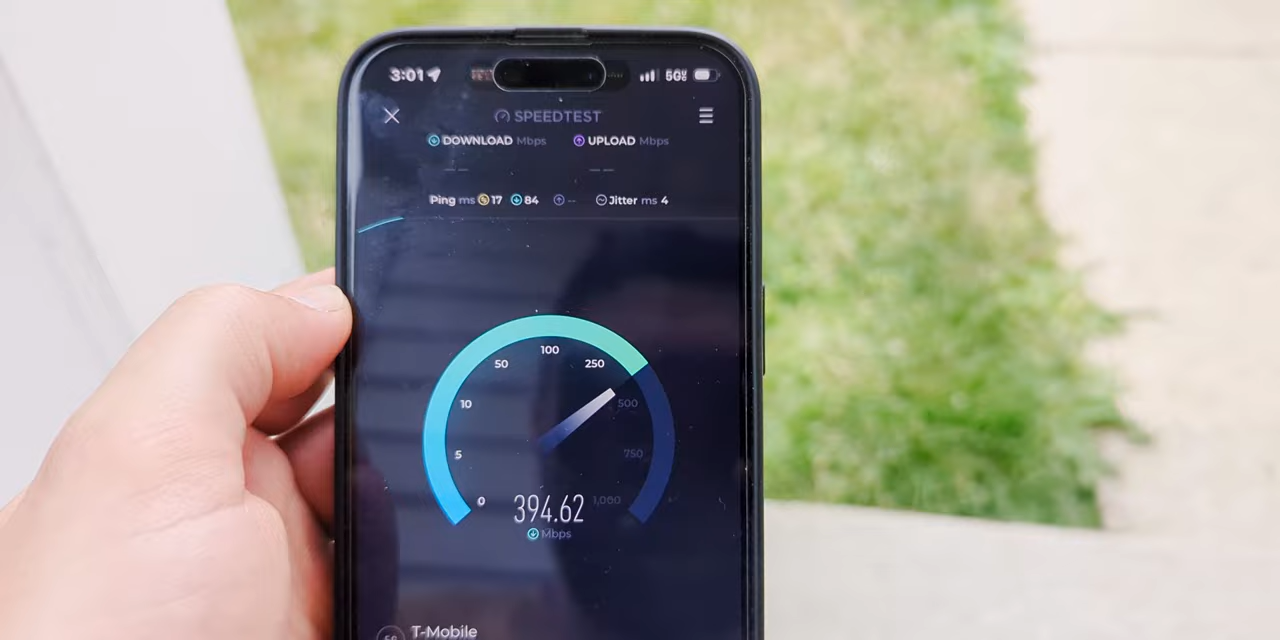 3:01 5G
SPEEDTEST
DOWNLOAD Mbps UPLOAD Mbps
-- --
Ping ms 17 84 -- Jitter ms 4
0
5
10
50
100
250
500
750
1,000
394.62
Mbps
T-Mobile